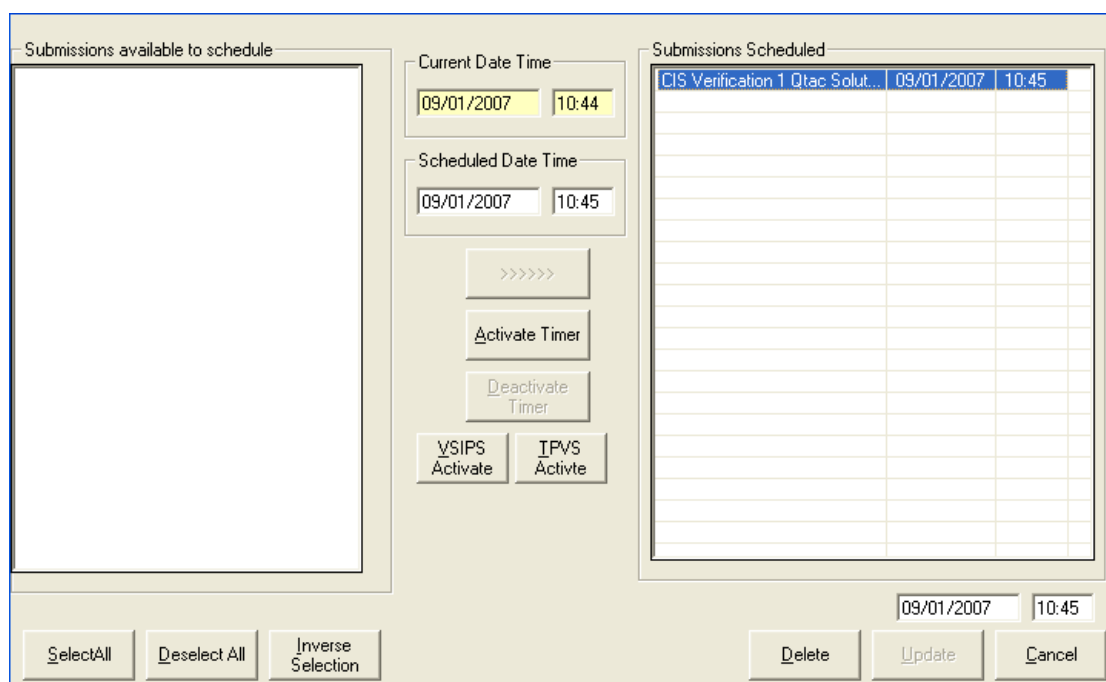 Submissions available to schedule
Current Date Time
09/01/2007 10:44
Scheduled Date Time
09/01/2007 10:45
>>>>>>
Activate Timer
Deactivate
Timer
VSIPS
Activate
TPVS
Activte
Submissions Scheduled
CIS Verification 1 Qtac Solut... 09/01/2007 10:45
09/01/2007 10:45
SelectAll
Deselect All
Inverse
Selection
Delete
Update
Cancel